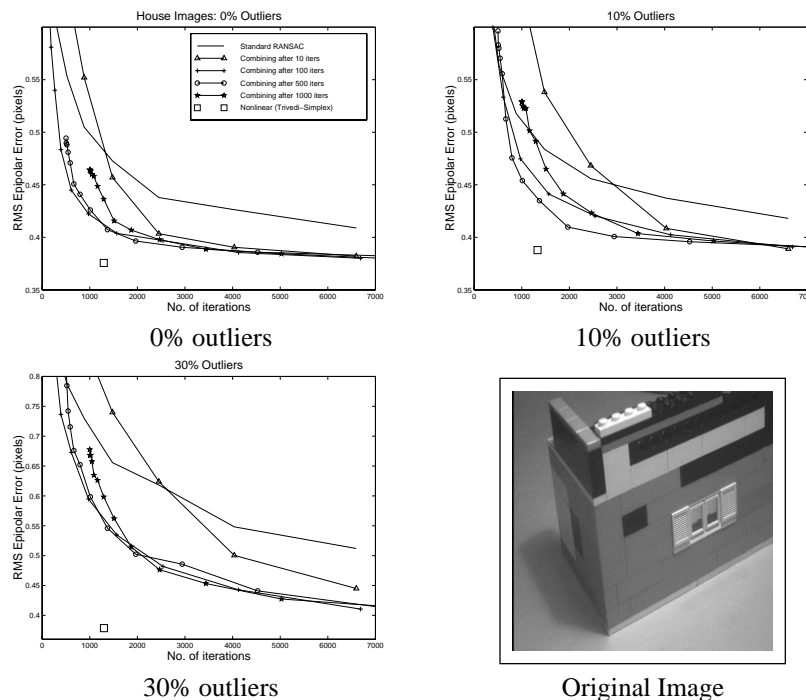 House Images: 0% Outliers
RMS Epipolar Error (pixels)
0.55
0.5
0.45
0.4
0.35
Standard RANSAC
Combining after 10 iters
Combining after 100 iters
Combining after 500 iters
Combining after 1000 iters
Nonlinear (Trivedi−Simplex)
0 1000 2000 3000 4000 5000 6000 7000
No. of iterations
0% outliers
10% Outliers
RMS Epipolar Error (pixels)
0.55
0.5
0.45
0.4
0.35
0 1000 2000 3000 4000 5000 6000 7000
No. of iterations
10% outliers
30% Outliers
RMS Epipolar Error (pixels)
0.8
0.75
0.7
0.65
0.6
0.55
0.5
0.45
0.4
0 1000 2000 3000 4000 5000 6000 7000
No. of iterations
30% outliers
Original Image